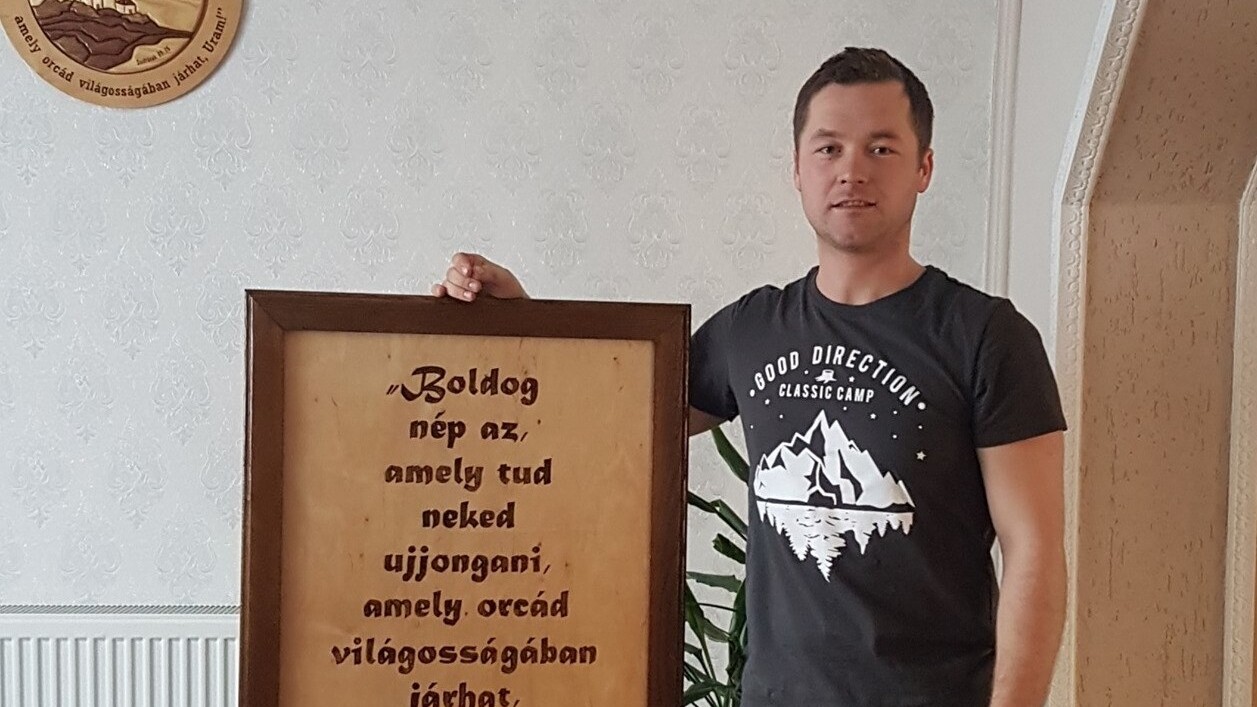 amely orcád világosságában járhat, Uram!"
„Boldog
nép az,
amely tud
neked
ujjongani,
amely orcád
világosságában
járhat,
GOOD DIRECTION
CLASSIC CAMP